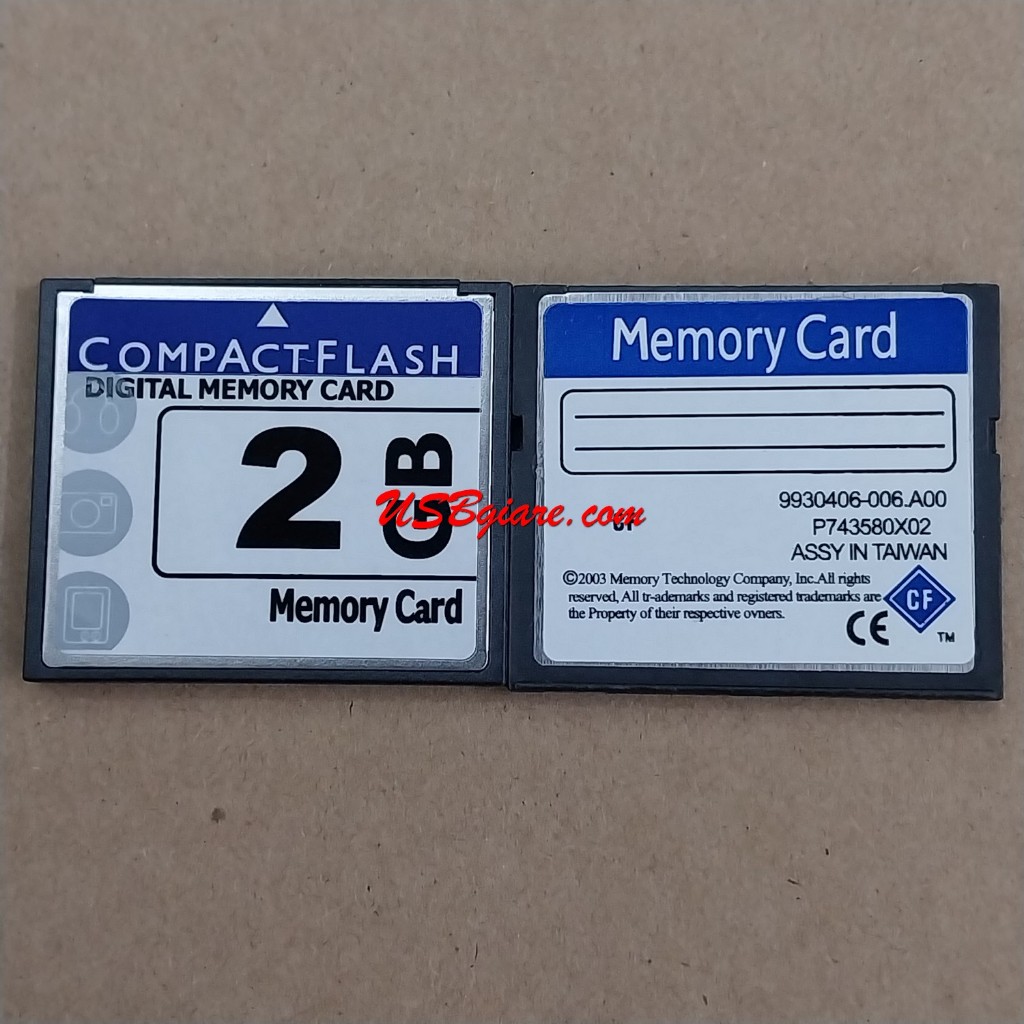 COMPACTFLASH
DIGITAL MEMORY CARD
2 GB
Memory Card
USBgiare.com
Memory Card
9930406-006.A00
P743580X02
ASSY IN TAIWAN
©2003 Memory Technology Company, Inc.All rights
reserved, All tr-ademarks and registered trademarks are
the Property of their respective owners.
CF
CE
TM